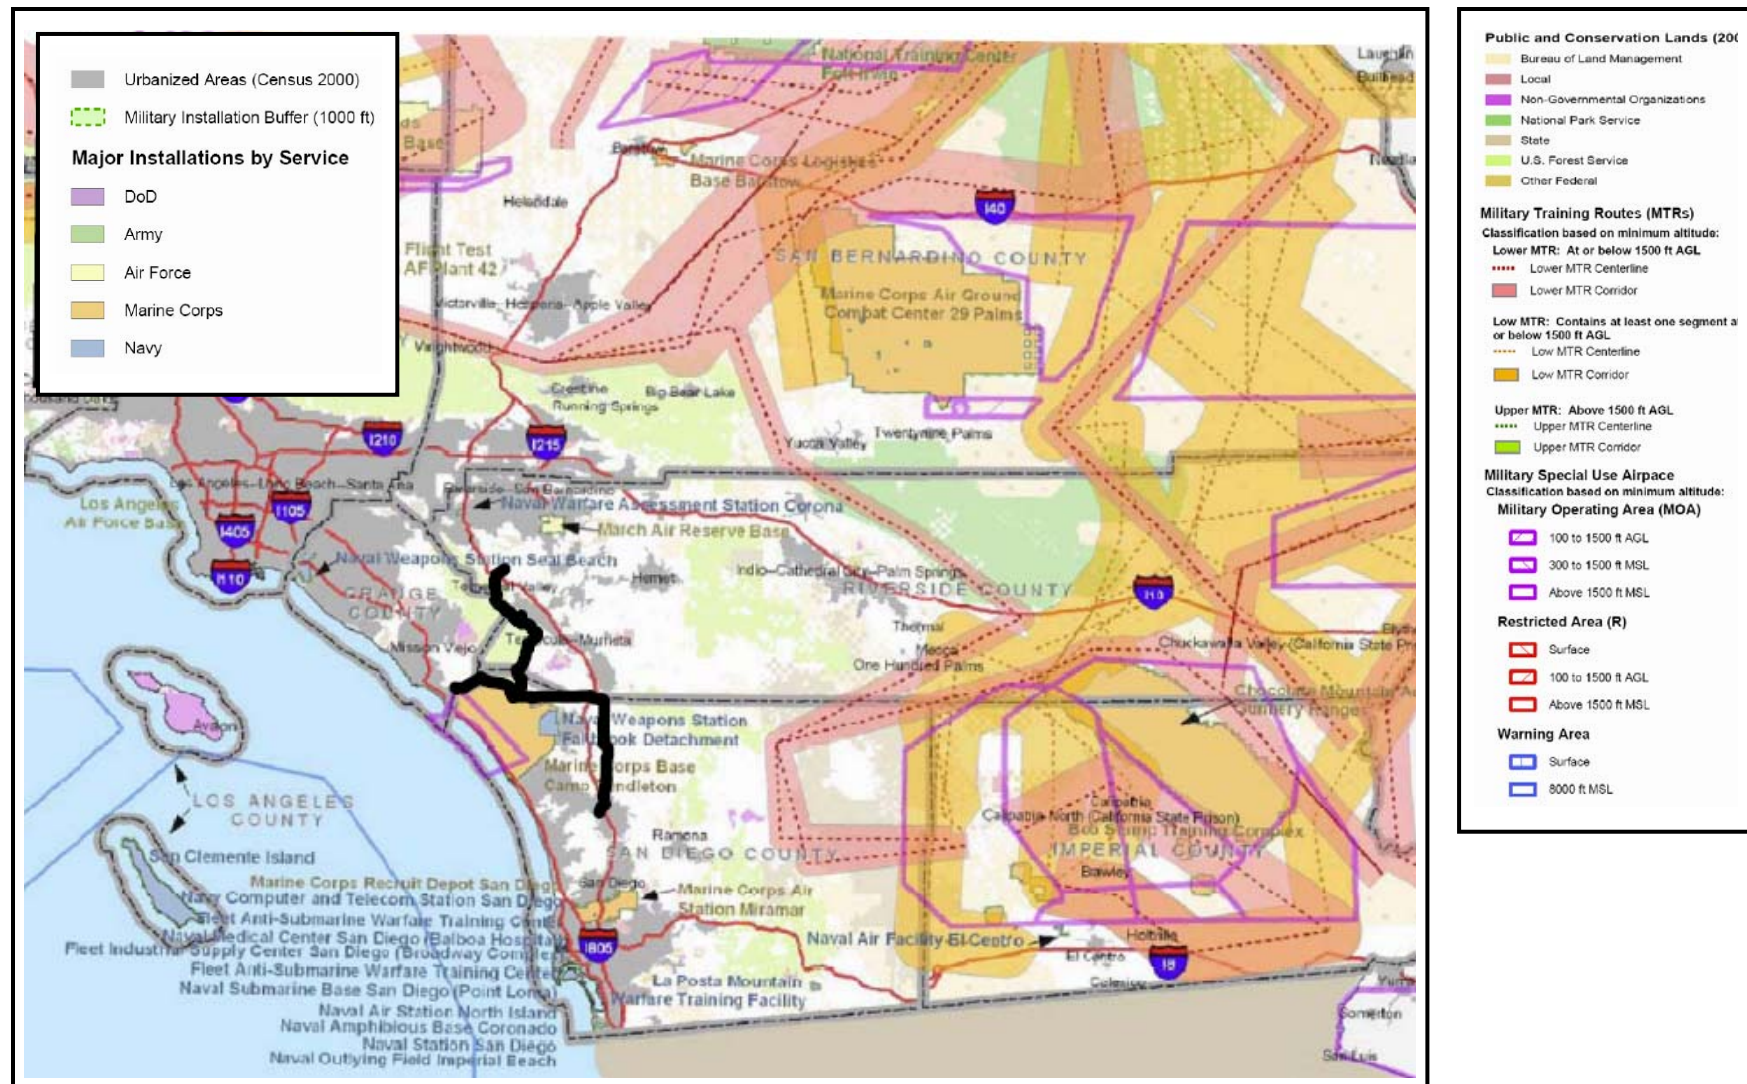 Urbanized Areas (Census 2000)
Military Installation Buffer (1000 ft)
Major Installations by Service
DoD
Army
Air Force
Marine Corps
Navy
National Training Center
Base
Barstow
Marine Corps Logistics
Base Barstow
Helendale
I40
Flight Test
AF Plant 42
SAN BERNARDINO COUNTY
Victorville--Hesperia--Apple Valley
Marine Corps Air Ground
Combat Center 29 Palms
Wrightwood
Crestline
Running Springs
Big Bear Lake
I210
I215
Yucca Valley
Twentynine Palms
Los Angeles--Long Beach--Santa Ana
Riverside--San Bernardino
Los Angeles
Air Force Base
I105
I405
Naval Warfare Assessment Station Corona
March Air Reserve Base
I110
Naval Weapons Station Seal Beach
Hemet
Indio--Cathedral City--Palm Springs
ORANGE
COUNTY
RIVERSIDE COUNTY
I10
Mission Viejo
Thermal
Mecca
One Hundred Palms
Chuckawalla Valley (California State
Chocolate Mountain
Gunnery Ranges
Avalon
Weapons Station
Detachment
Corps Base
LOS ANGELES
COUNTY
Calipatria
Calipatria North (California State Prison)
Training Complex
Ramona
SAN DIEGO COUNTY
IMPERIAL COUNTY
San Clemente Island
Brawley
Marine Corps Recruit Depot San Diego
San Diego
Marine Corps Air
Station Miramar
Navy Computer and Telecom Station San Diego
Fleet Anti-Submarine Warfare Training Center
Naval Medical Center San Diego (Balboa Hospital)
Fleet Industrial Supply Center San Diego (Broadway Complex)
I805
Naval Air Facility El Centro
Holtville
El Centro
I8
Fleet Anti-Submarine Warfare Training Center
Naval Submarine Base San Diego (Point Loma)
La Posta Mountain
Warfare Training Facility
Calexico
Naval Air Station North Island
Naval Amphibious Base Coronado
Naval Station San Diego
Naval Outlying Field Imperial Beach
Somerton
San Luis
Public and Conservation Lands (200
Bureau of Land Management
Local
Non-Governmental Organizations
National Park Service
State
U.S. Forest Service
Other Federal
Military Training Routes (MTRs)
Classification based on minimum altitude:
Lower MTR: At or below 1500 ft AGL
Lower MTR Centerline
Lower MTR Corridor
Low MTR: Contains at least one segment a
or below 1500 ft AGL
Low MTR Centerline
Low MTR Corridor
Upper MTR: Above 1500 ft AGL
Upper MTR Centerline
Upper MTR Corridor
Military Special Use Airpace
Classification based on minimum altitude:
Military Operating Area (MOA)
100 to 1500 ft AGL
300 to 1500 ft MSL
Above 1500 ft MSL
Restricted Area (R)
Surface
100 to 1500 ft AGL
Above 1500 ft MSL
Warning Area
Surface
8000 ft MSL